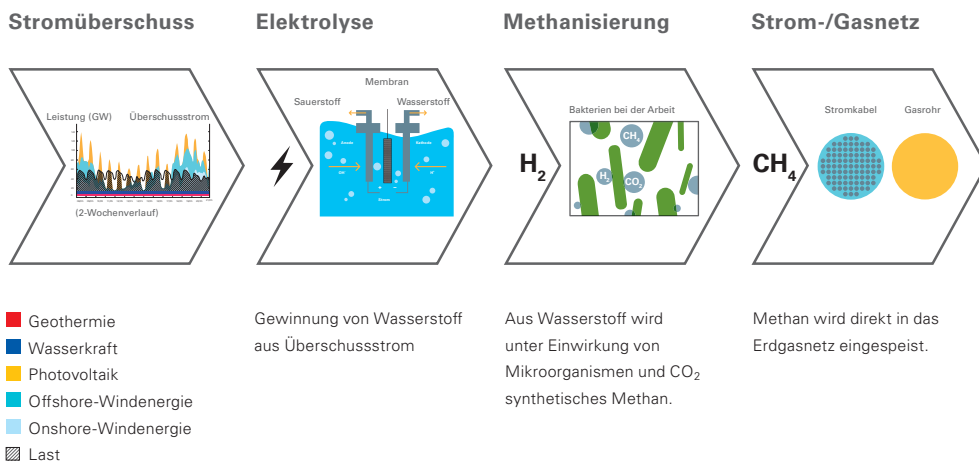 Stromüberschuss
Elektrolyse
Methanisierung
Strom-/Gasnetz
Leistung (GW)
Überschussstrom
(2-Wochenverlauf)
Membran
Sauerstoff
Wasserstoff
H2
Bakterien bei der Arbeit
CH4
H2
CO2
CH4
Stromkabel
Gasrohr
Geothermie
Wasserkraft
Photovoltaik
Offshore-Windenergie
Onshore-Windenergie
Last
Gewinnung von Wasserstoff
aus Überschussstrom
Aus Wasserstoff wird
unter Einwirkung von
Mikroorganismen und CO2
synthetisches Methan.
Methan wird direkt in das
Erdgasnetz eingespeist.